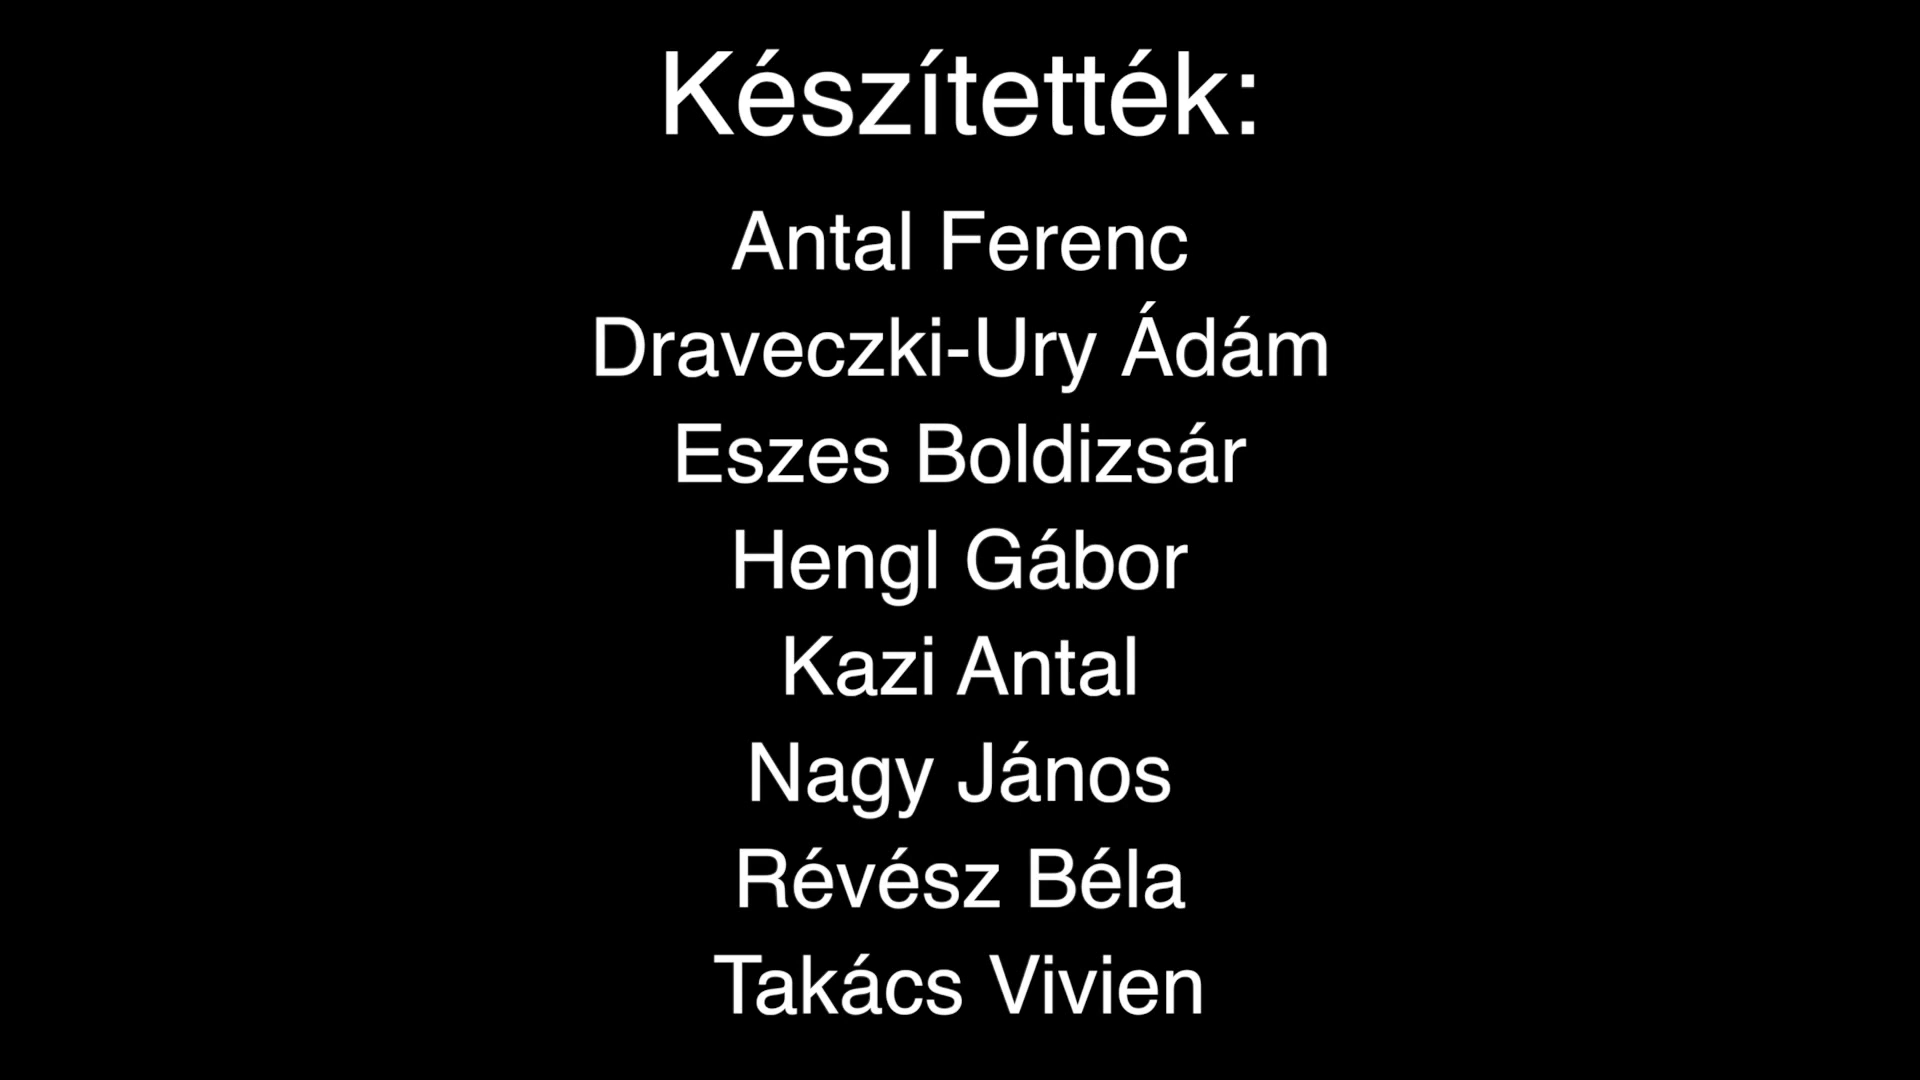 Készítették:
Antal Ferenc
Draveczki-Ury Ádám
Eszes Boldizsár
Hengl Gábor
Kazi Antal
Nagy János
Révész Béla
Takács Vivien